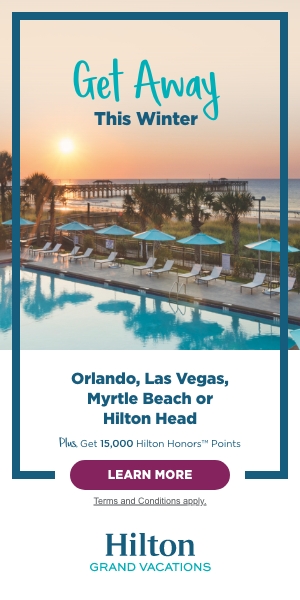 Get Away
This Winter
Orlando, Las Vegas,
Myrtle Beach or
Hilton Head
Plus, Get 15,000 Hilton Honors™ Points
LEARN MORE
Terms and Conditions apply.
Hilton
GRAND VACATIONS